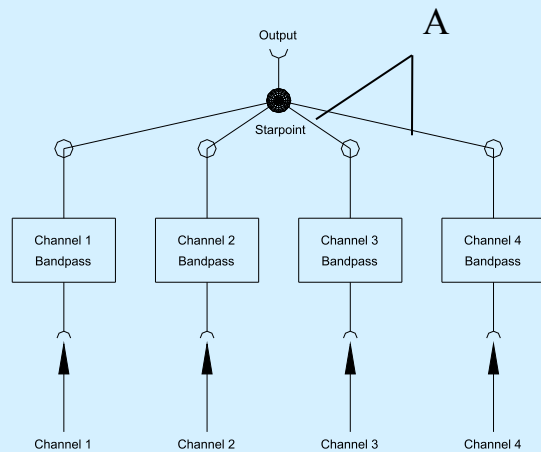 A
Output
Starpoint
Channel 1
Bandpass
Channel 2
Bandpass
Channel 3
Bandpass
Channel 4
Bandpass
Channel 1
Channel 2
Channel 3
Channel 4